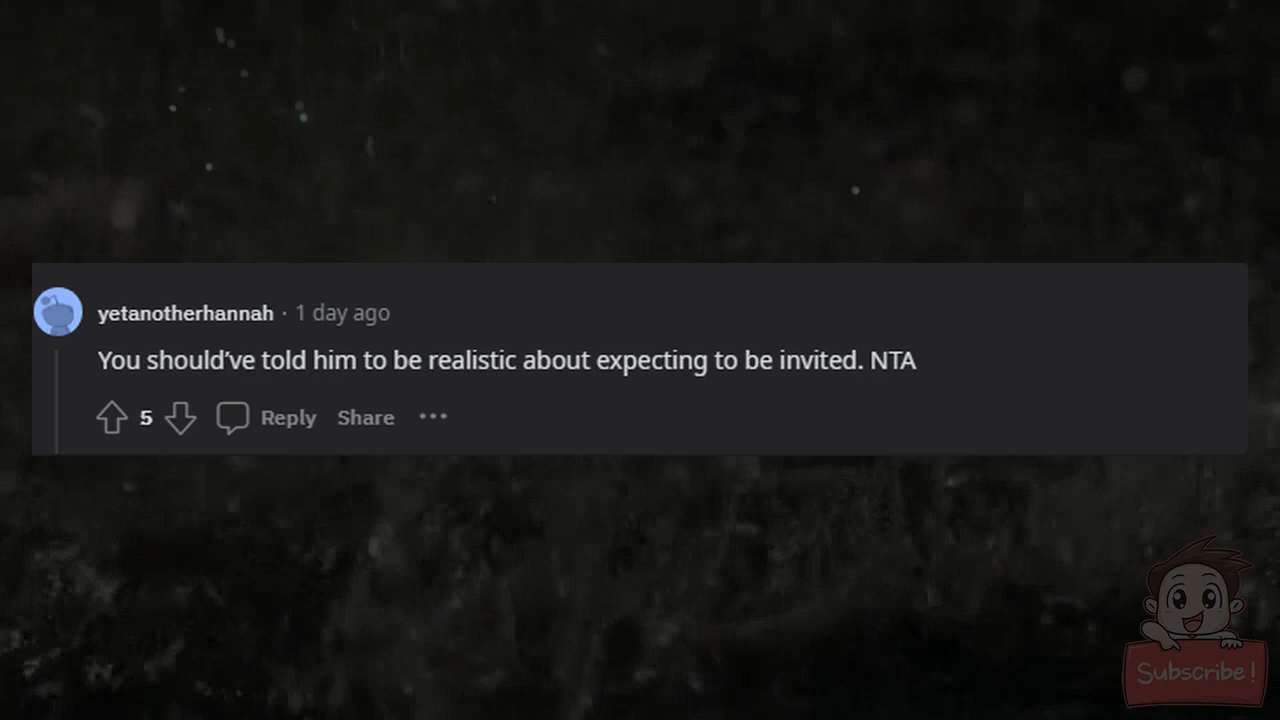 yetanotherhannah · 1 day ago
You should’ve told him to be realistic about expecting to be invited. NTA
5 Reply Share ···
Subscribe!